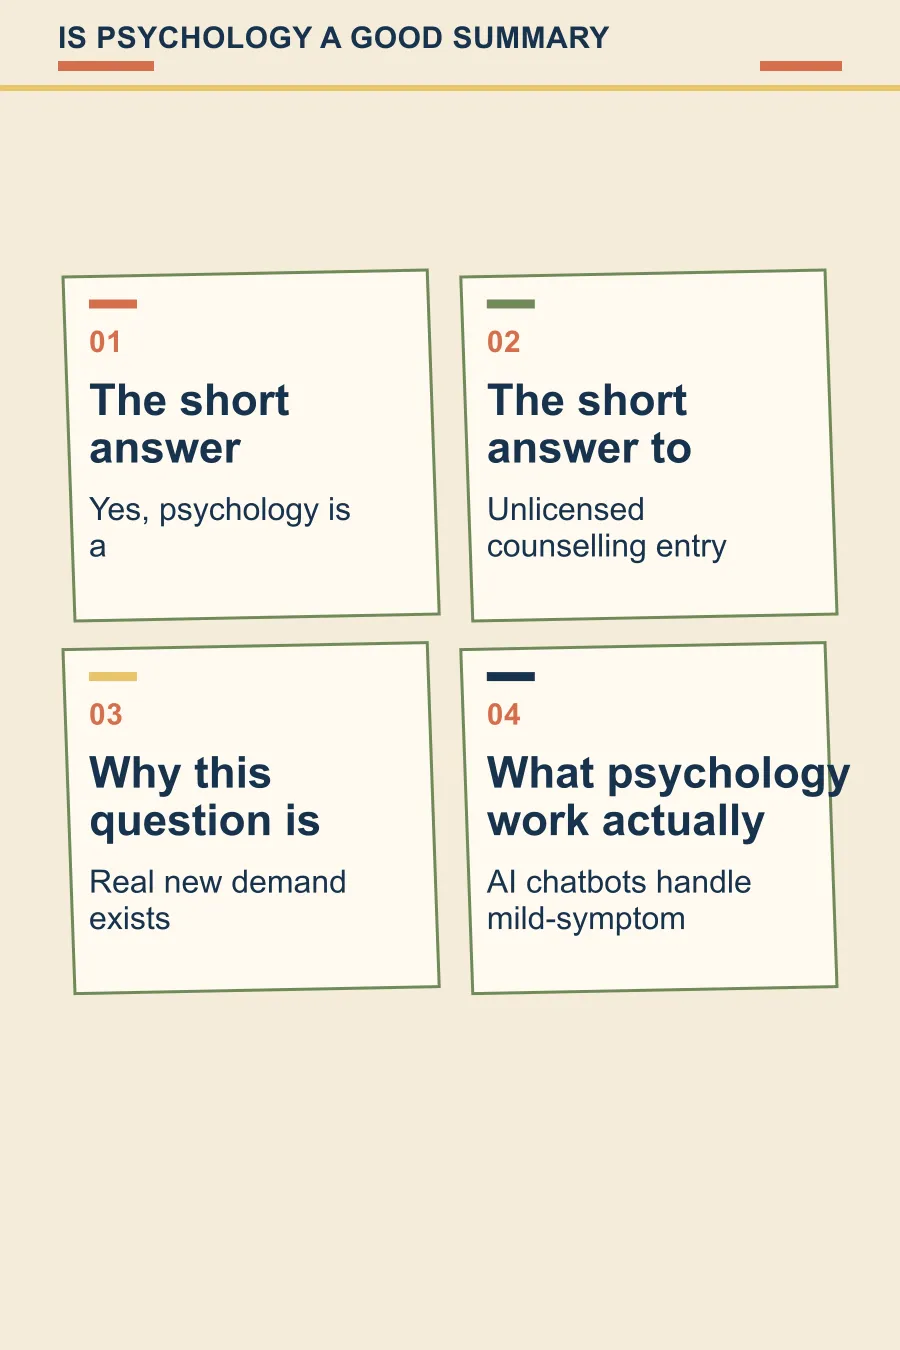 IS PSYCHOLOGY A GOOD SUMMARY
01
The short
answer
Yes, psychology is
a
02
The short
answer to
Unlicensed
counselling entry
03
Why this
question is
Real new demand
exists
04
What psychology
work actually
AI chatbots handle
mild-symptom